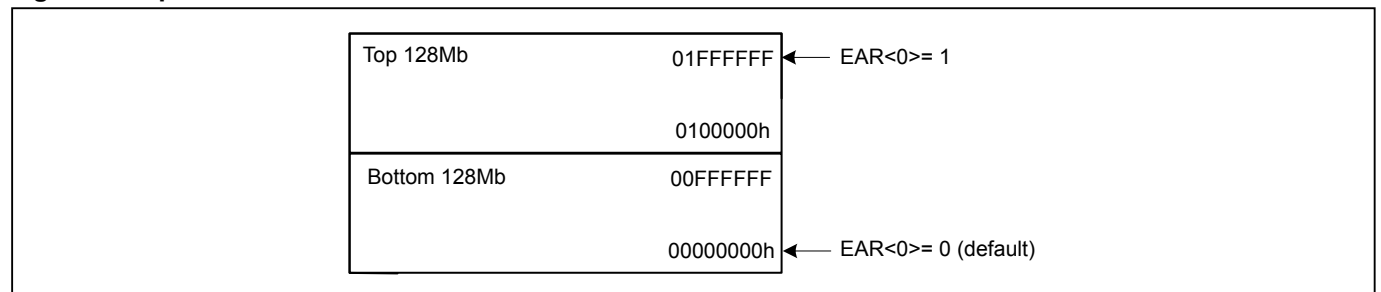 Top 128Mb 01FFFFFF EAR<0>= 1
0100000h
Bottom 128Mb 00FFFFFF
00000000h EAR<0>= 0 (default)